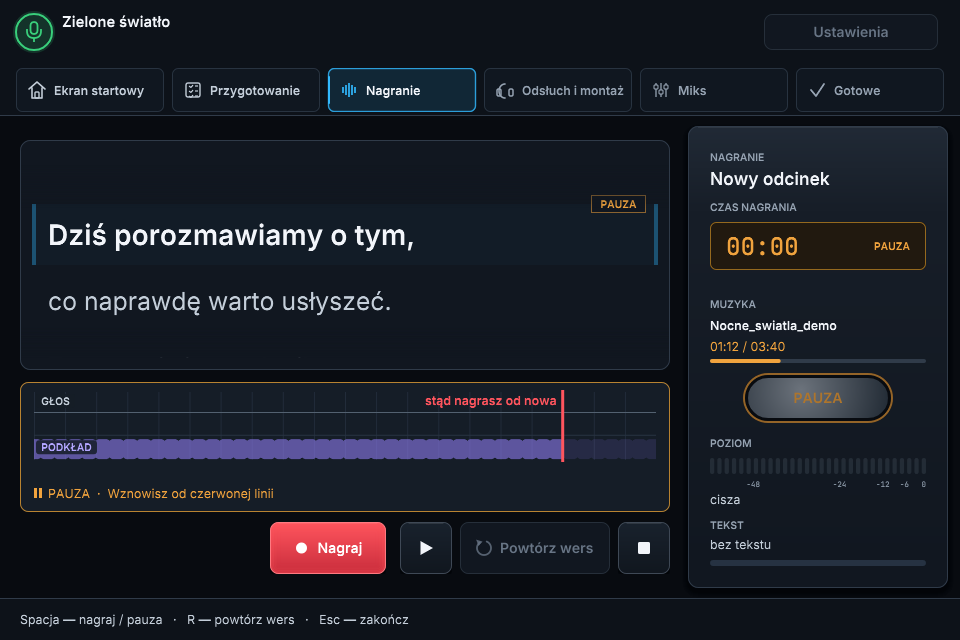 Zielone światło
Ustawienia
Ekran startowy
Przygotowanie
Nagranie
Odsłuch i montaż
Miks
Gotowe
PAUZA
Dziś porozmawiamy o tym,
co naprawdę warto usłyszeć.
GŁOS
stąd nagrasz od nowa
PODKŁAD
PAUZA · Wznowisz od czerwonej linii
Nagraj
Powtórz wers
NAGRANIE
Nowy odcinek
CZAS NAGRANIA
00:00 PAUZA
MUZYKA
Nocne_swiatla_demo
01:12 / 03:40
PAUZA
POZIOM
-48 -24 -12 -6 0
cisza
TEKST
bez tekstu
Spacja — nagraj / pauza · R — powtórz wers · Esc — zakończ